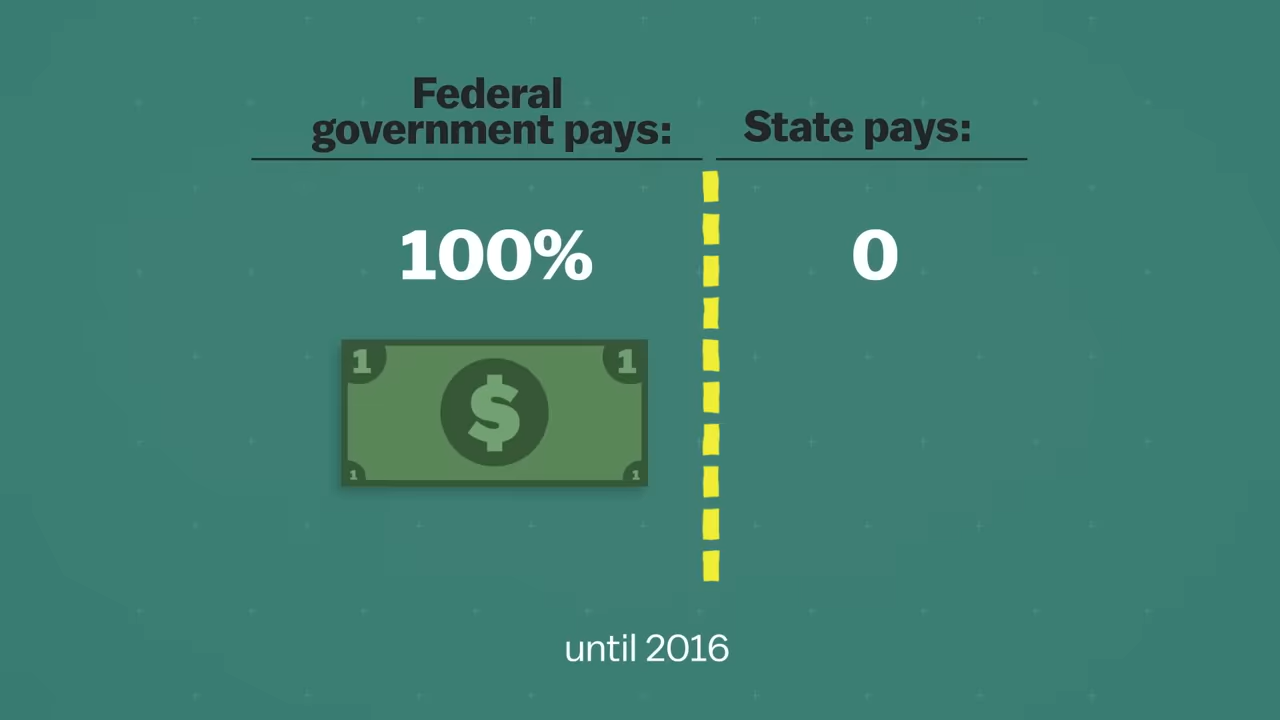 Federal
government pays:
State pays:
100%
0
1
1
$
1
1
until 2016